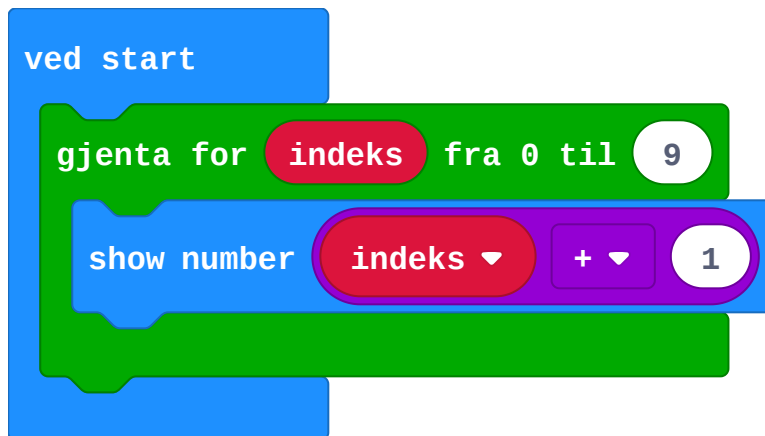 ved start
gjenta for indeks fra 0 til 9
show number indeks + 1